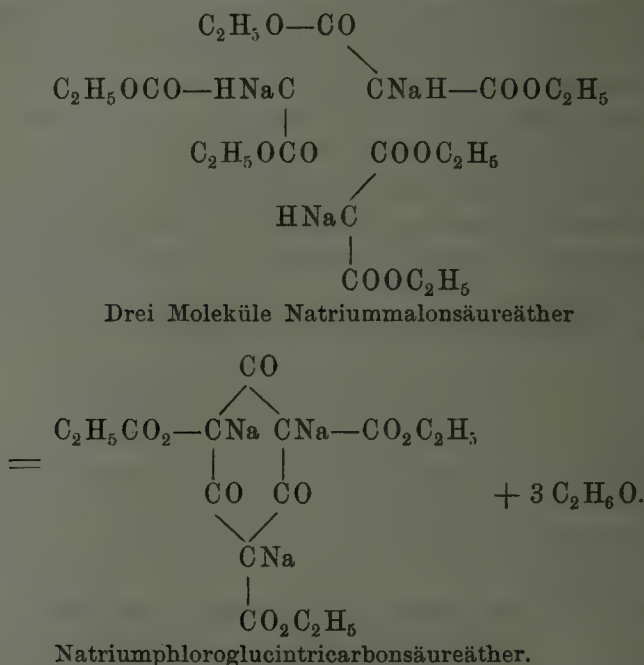 C₂H₅O—CO
C₂H₅OCO—HNaC CNaH—COOC₂H₅
C₂H₅OCO COOC₂H₅
HNaC
COOC₂H₅
Drei Moleküle Natriummalonsäureäther
CO
C₂H₅CO₂—CNa CNa—CO₂C₂H₅
=
CO CO + 3 C₂H₆O.
CNa
CO₂C₂H₅
Natriumphloroglucintricarbonsäureäther.